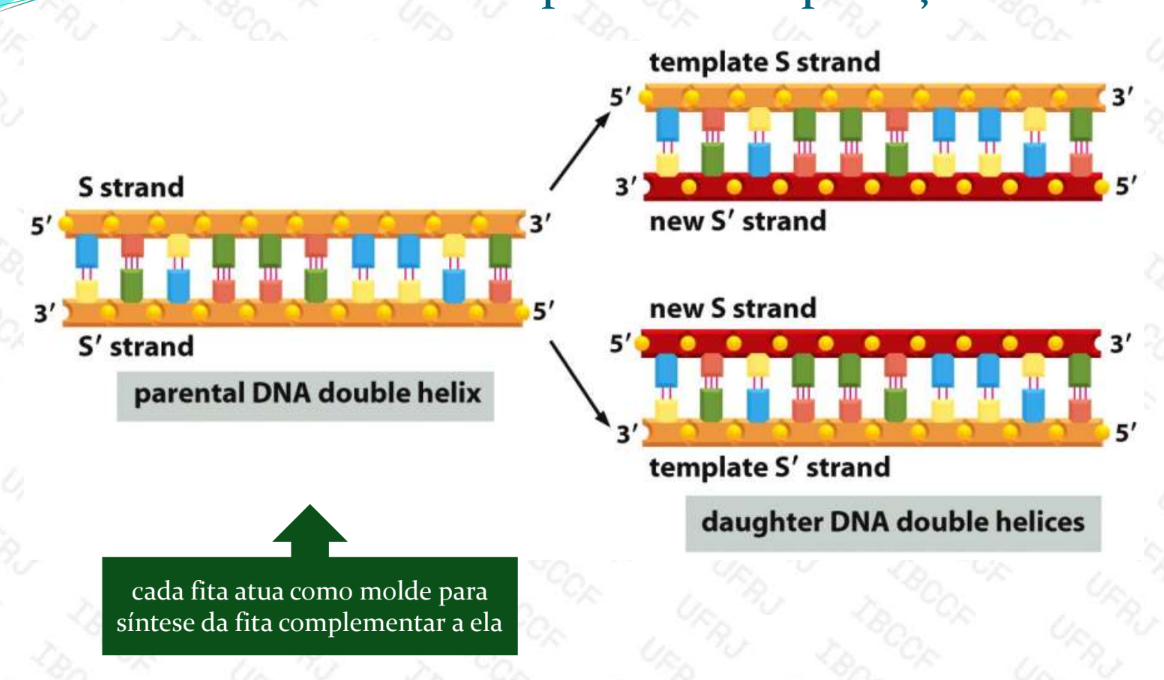 template S strand
5′ 3′
3′ 5′
new S′ strand
S strand
5′ 3′
3′ 5′
S′ strand
parental DNA double helix
new S strand
5′ 3′
3′ 5′
template S′ strand
daughter DNA double helices
cada fita atua como molde para
síntese da fita complementar a ela
UFRJ
IBCCF